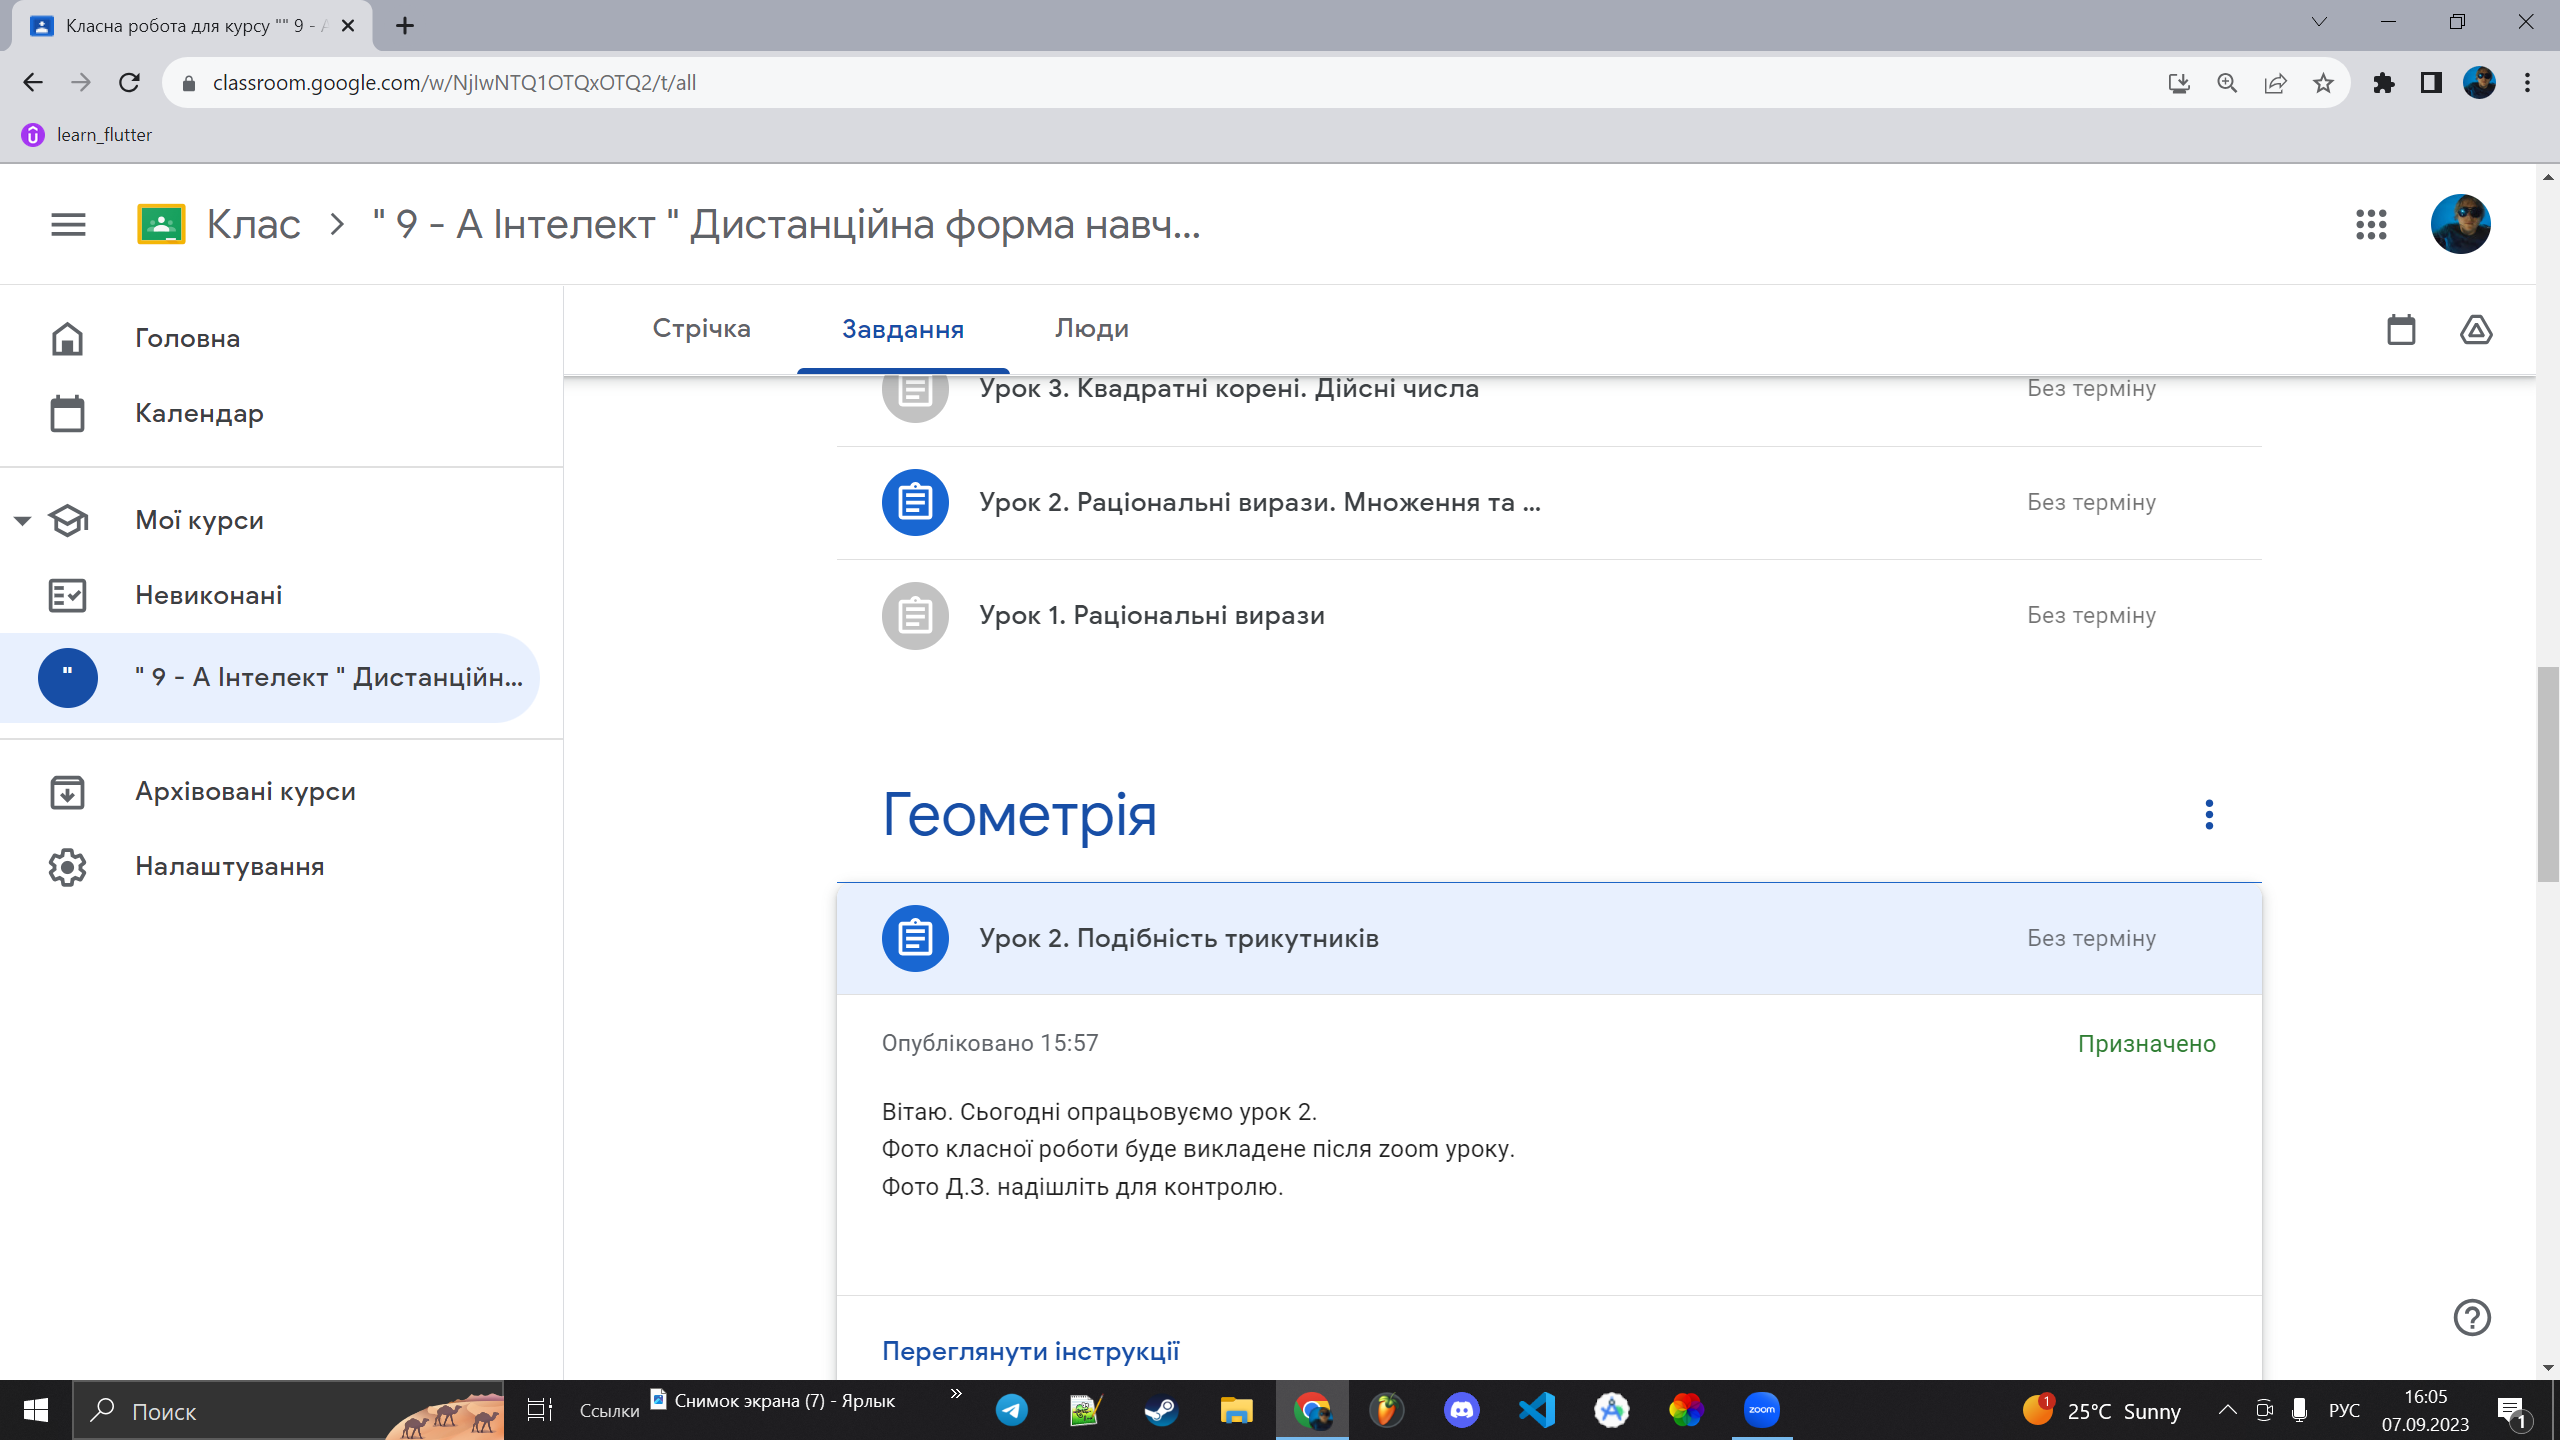 Класна робота для курсу "" 9 - А
classroom.google.com/w/NjIwNTQ1OTQxOTQ2/t/all
learn_flutter
Клас > " 9 - А Інтелект " Дистанційна форма навч...
Головна
Календар
Мої курси
Невиконані
" " 9 - А Інтелект " Дистанційн...
Архівовані курси
Налаштування
Стрічка Завдання Люди
Урок 3. Квадратні корені. Дійсні числа Без терміну
Урок 2. Раціональні вирази. Множення та ... Без терміну
Урок 1. Раціональні вирази Без терміну
Геометрія
Урок 2. Подібність трикутників Без терміну
Опубліковано 15:57 Призначено
Вітаю. Сьогодні опрацьовуємо урок 2.
Фото класної роботи буде викладене після zoom уроку.
Фото Д.З. надішліть для контролю.
Переглянути інструкції
Поиск
Ссылки
Снимок экрана (7) - Ярлык
»
zoom
1
25°C Sunny
РУС
16:05
07.09.2023
1